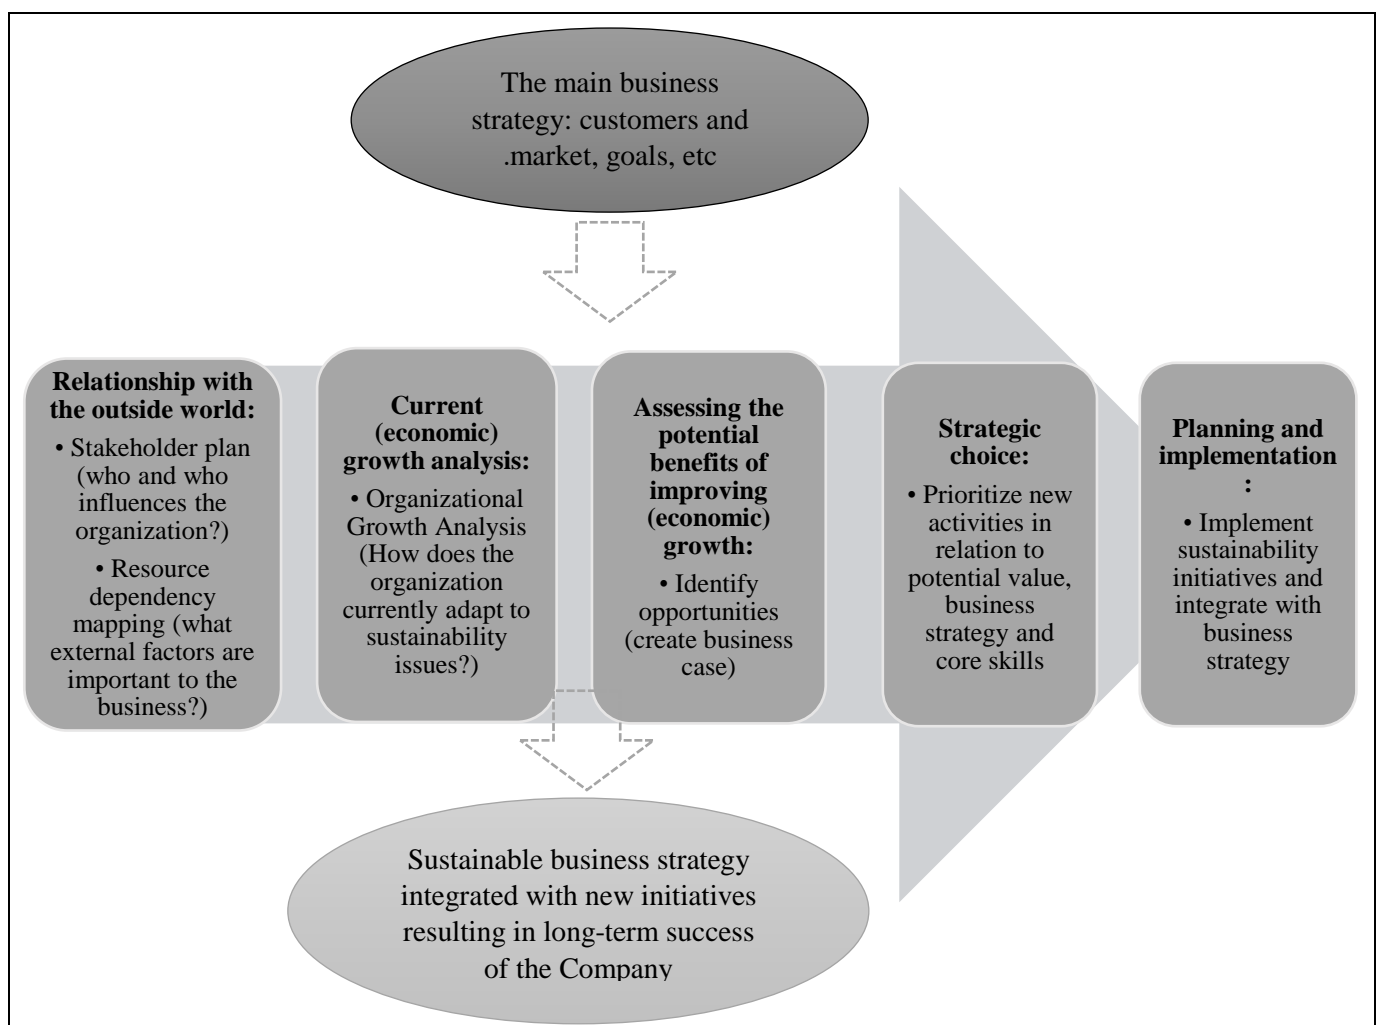 The main business
strategy: customers and
.market, goals, etc
Relationship with
the outside world:
• Stakeholder plan
(who and who
influences the
organization?)
• Resource
dependency
mapping (what
external factors are
important to the
business?)
Current
(economic)
growth analysis:
• Organizational
Growth Analysis
(How does the
organization
currently adapt to
sustainability
issues?)
Assessing the
potential
benefits of
improving
(economic)
growth:
• Identify
opportunities
(create business
case)
Strategic
choice:
• Prioritize new
activities in
relation to
potential value,
business
strategy and
core skills
Planning and
implementation
:
• Implement
sustainability
initiatives and
integrate with
business
strategy
Sustainable business strategy
integrated with new initiatives
resulting in long-term success
of the Company